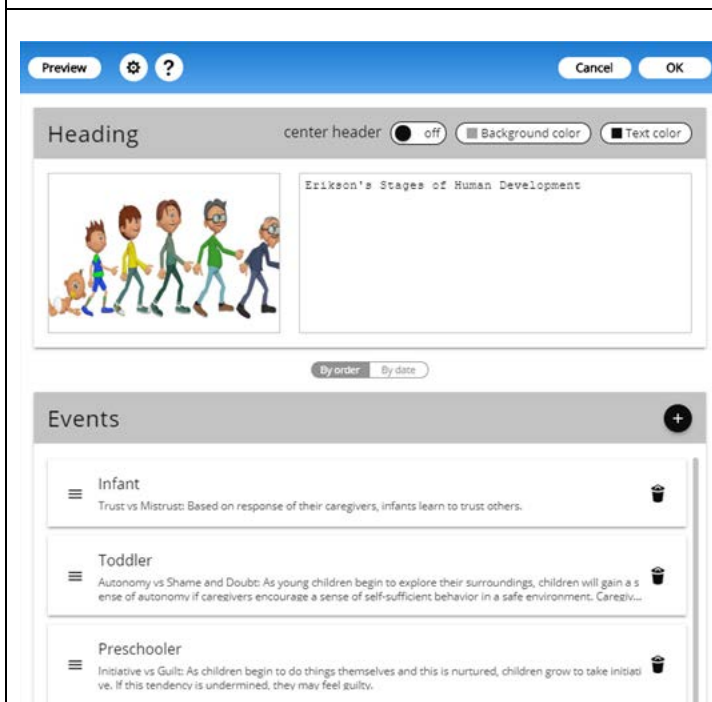 Preview ? Cancel OK
Heading center header off Background color Text color
Erikson's Stages of Human Development
By order By date
Events +
Infant
Trust vs Mistrust: Based on response of their caregivers, infants learn to trust others.
Toddler
Autonomy vs Shame and Doubt: As young children begin to explore their surroundings, children will gain a s
ense of autonomy if caregivers encourage a sense of self-sufficient behavior in a safe environment. Caregiv...
Preschooler
Initiative vs Guilt: As children begin to do things themselves and this is nurtured, children grow to take initiati
ve. If this tendency is undermined, they may feel guilty.